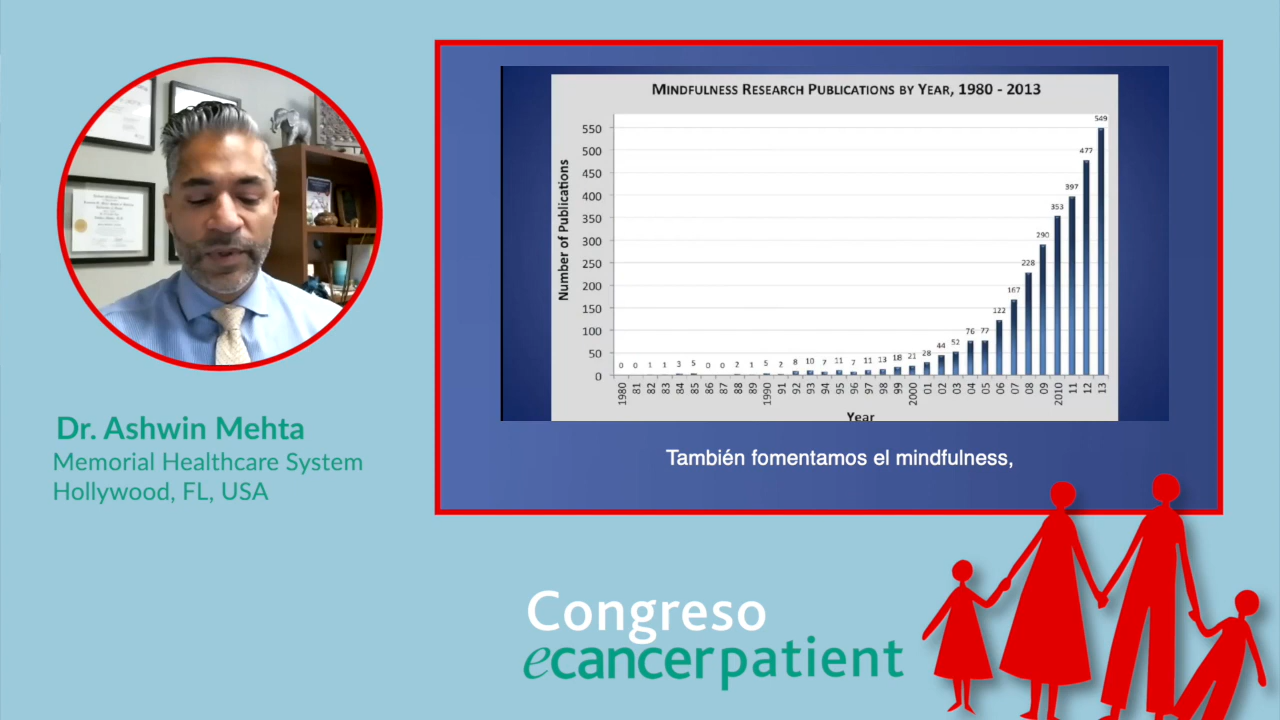 MINDFULNESS RESEARCH PUBLICATIONS BY YEAR, 1980 - 2013
Number of Publications
550
500
450
400
350
300
250
200
150
100
50
0
0 0 1 1 3 5 0 0 2 1 5 2 8 10 7 11 7 11 13 18 21 28 44 52 76 77 122 167 228 290 353 397 477 549
1980 81 82 83 84 85 86 87 88 89 1990 91 92 93 94 95 96 97 98 99 2000 01 02 03 04 05 06 07 08 09 2010 11 12 13
Year
También fomentamos el mindfulness,
Dr. Ashwin Mehta
Memorial Healthcare System
Hollywood, FL, USA
Congreso
ecancerpatient